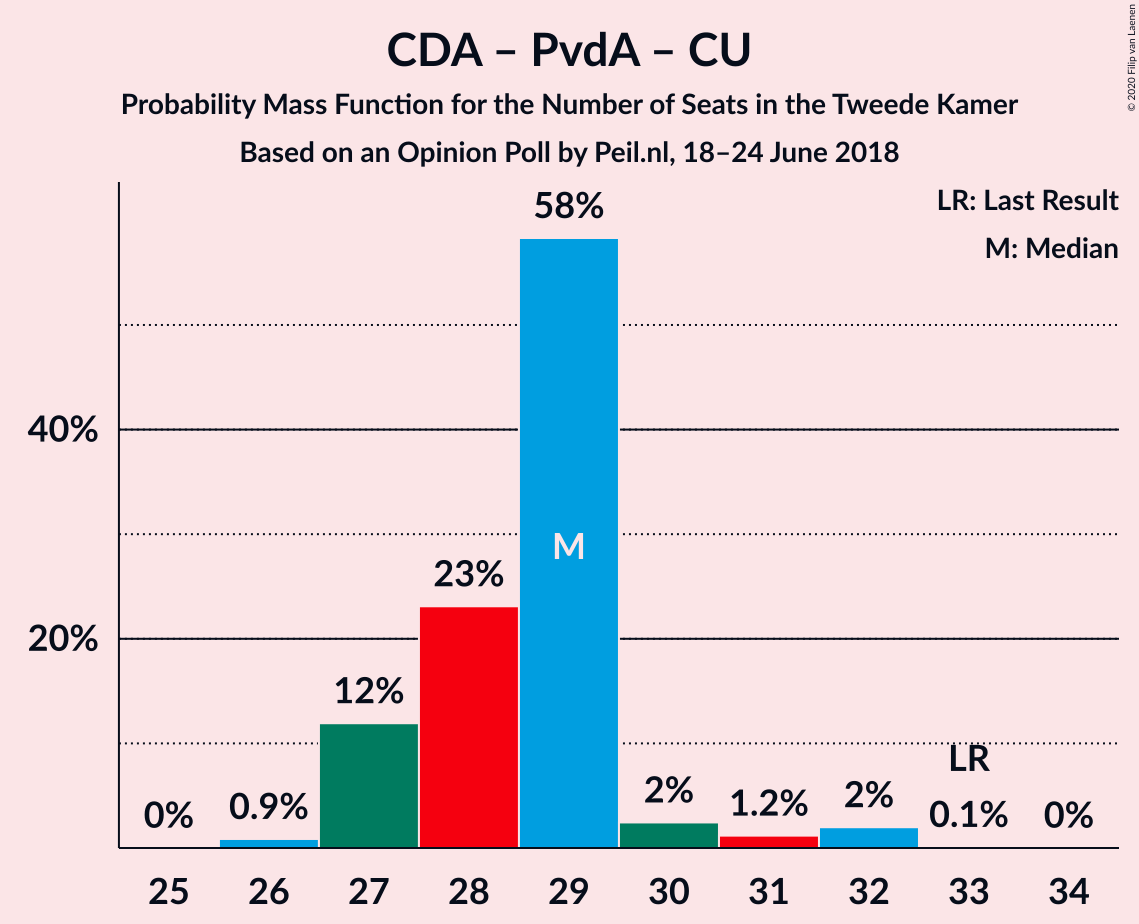 CDA – PvdA – CU
Probability Mass Function for the Number of Seats in the Tweede Kamer
Based on an Opinion Poll by Peil.nl, 18–24 June 2018
© 2020 Filip van Laenen
LR: Last Result
M: Median
58%
40%
M
23%
20%
12%
LR
0%
0.9%
2%
1.2%
2%
0.1%
0%
25 26 27 28 29 30 31 32 33 34